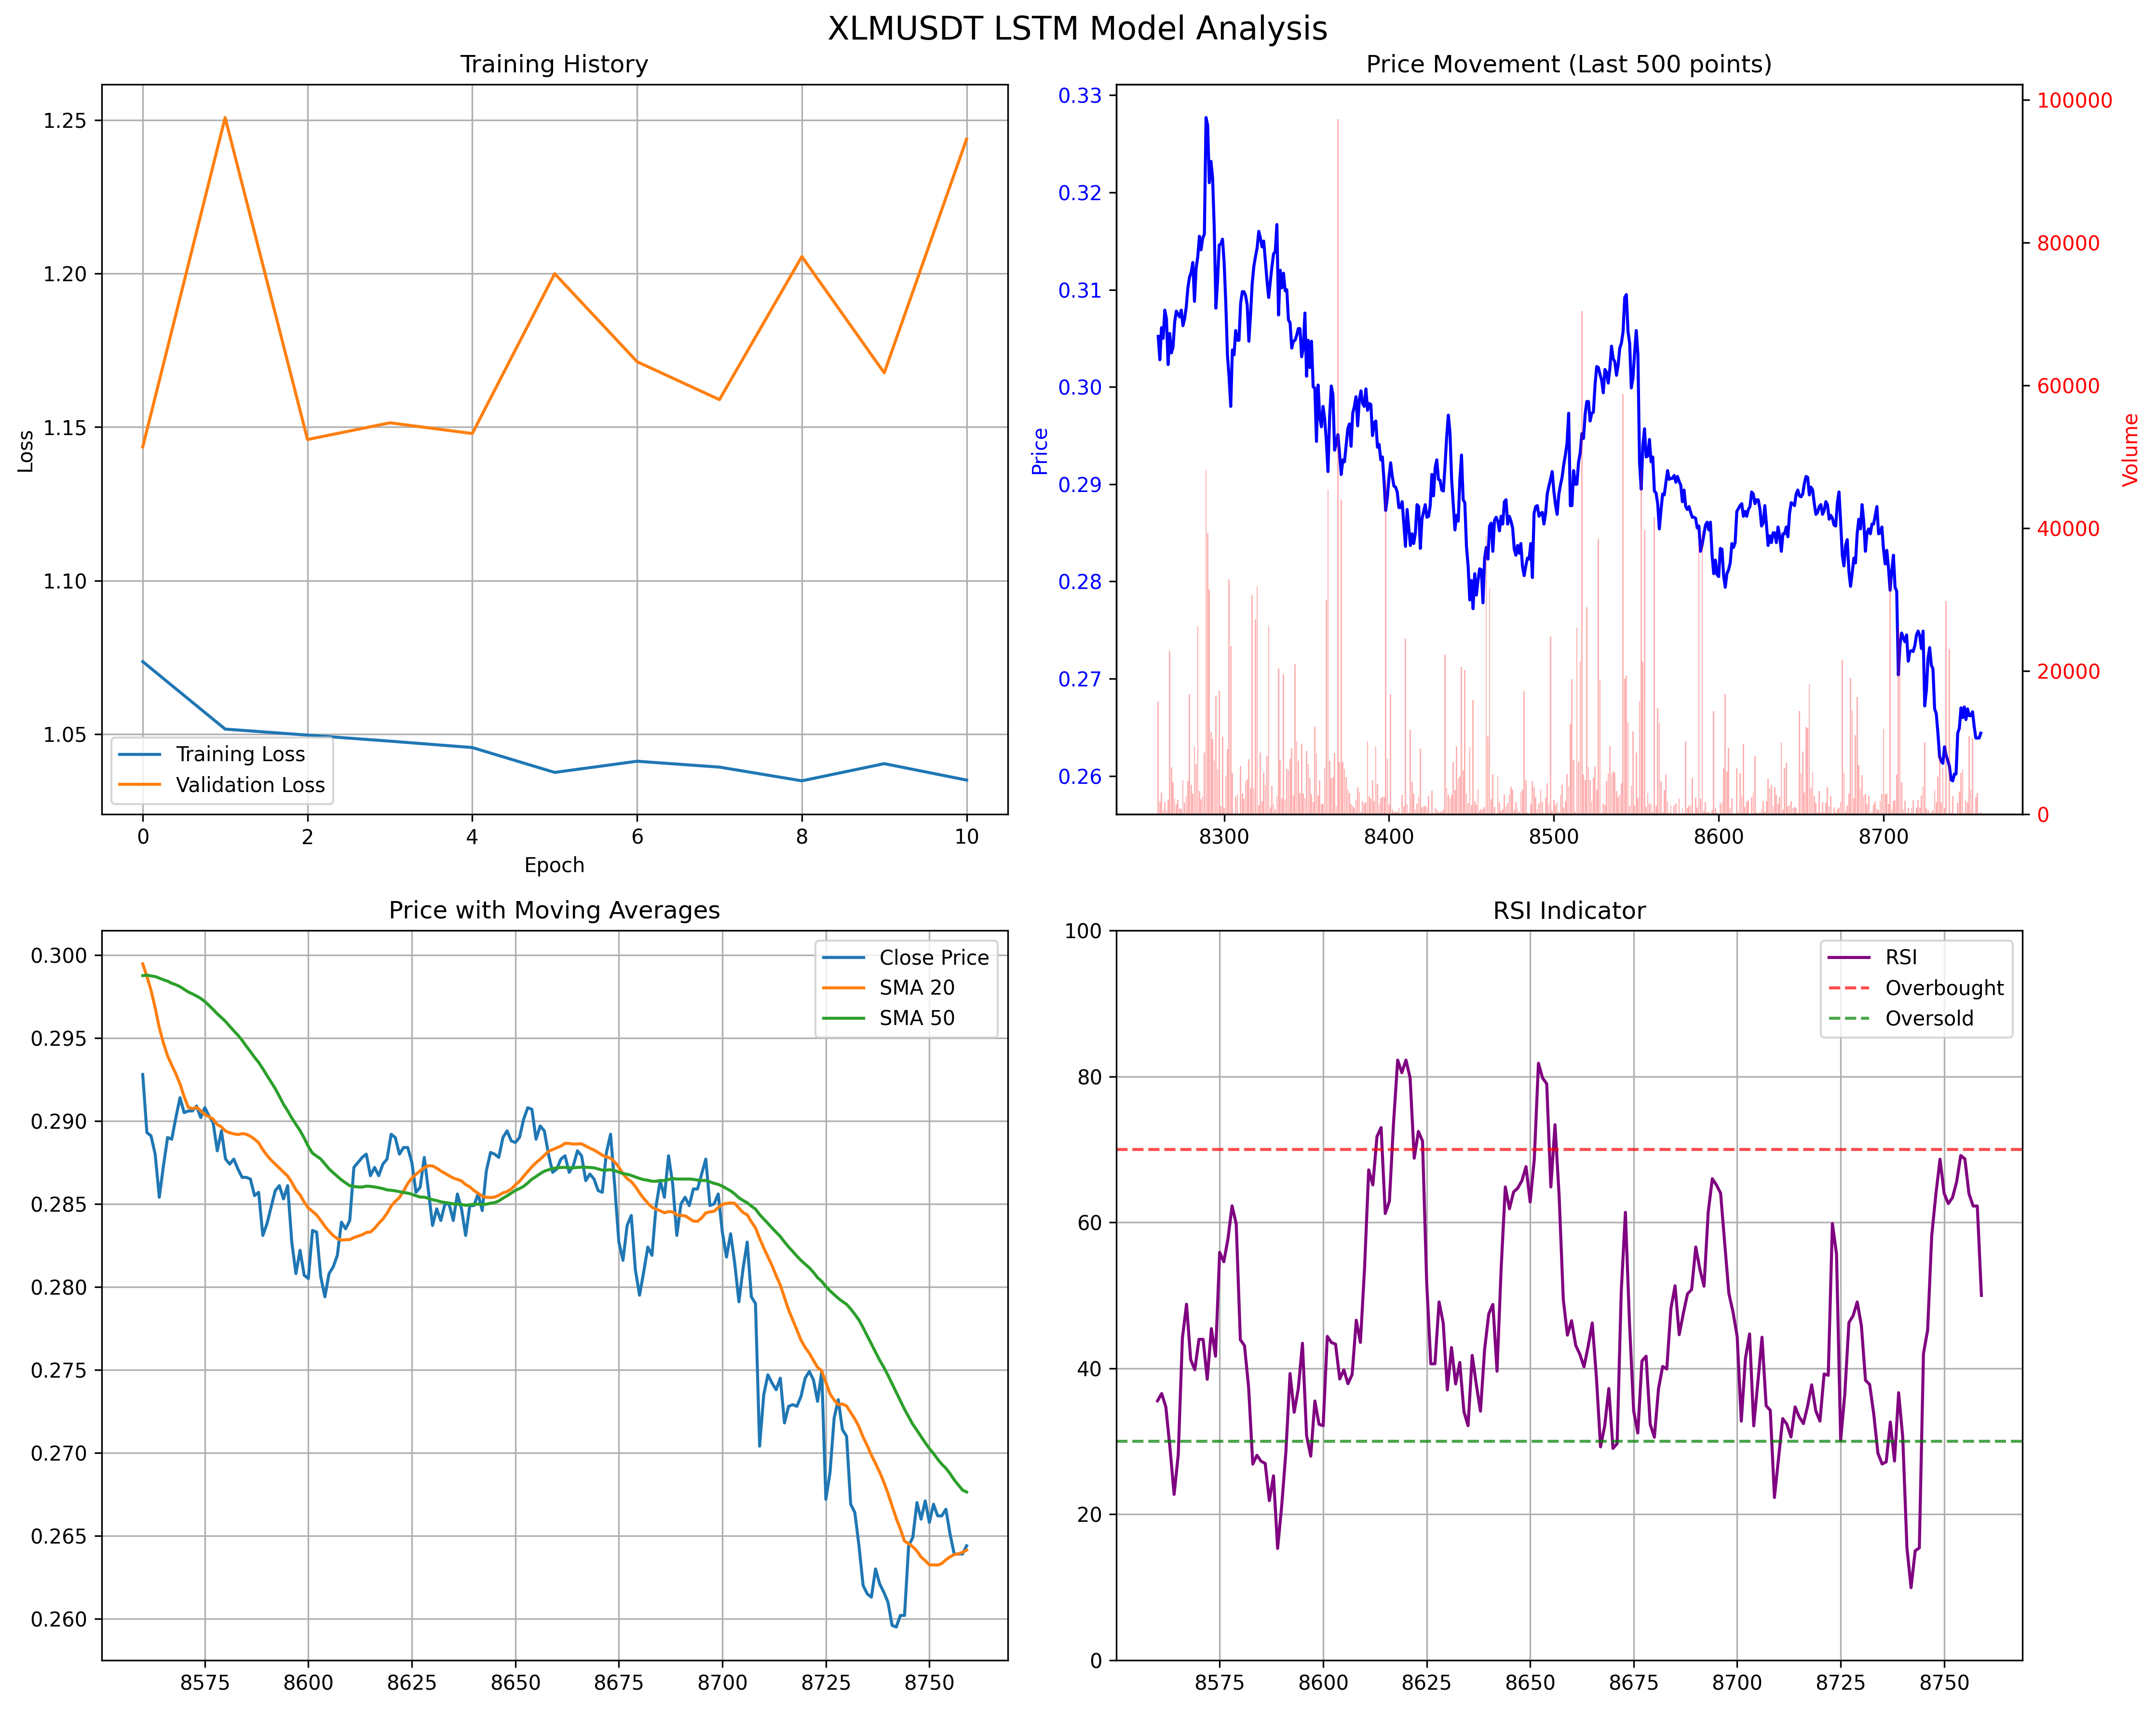 XLMUSDT LSTM Model Analysis
Training History
Loss
1.25
1.20
1.15
1.10
1.05
Training Loss
Validation Loss
0 2 4 6 8 10
Epoch
Price Movement (Last 500 points)
Price
0.33
0.32
0.31
0.30
0.29
0.28
0.27
0.26
100000
80000
60000
40000
20000
0
Volume
8300 8400 8500 8600 8700
Price with Moving Averages
0.300
0.295
0.290
0.285
0.280
0.275
0.270
0.265
0.260
Close Price
SMA 20
SMA 50
8575 8600 8625 8650 8675 8700 8725 8750
RSI Indicator
100
80
60
40
20
0
RSI
Overbought
Oversold
8575 8600 8625 8650 8675 8700 8725 8750